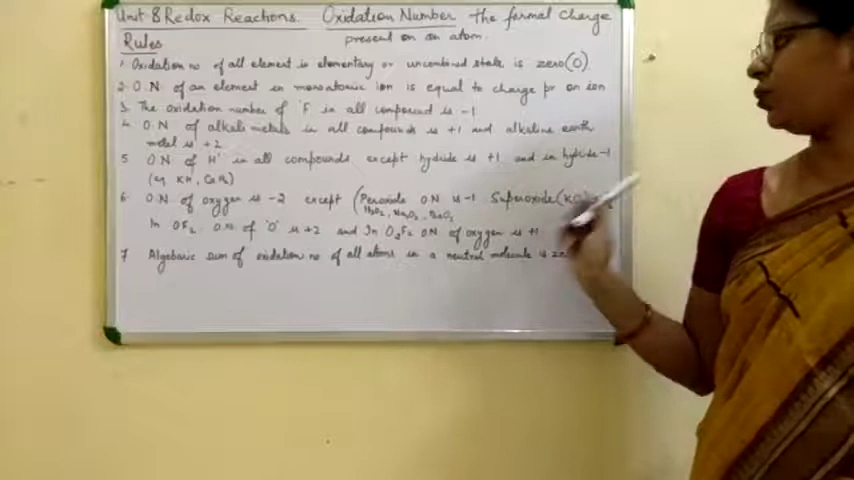 Unit 8 Redox Reactions. Oxidation Number The formal charge
Rules present on an atom.
1. Oxidation no of all element in elementary or uncombined state is zero (0)
2. O.N. of an element in monoatomic ion is equal to charge pr on ion
3. The oxidation number of 'F' in all compound is -1
4. O.N of alkali metals in all compounds is +1 and alkaline earth
metal is +2
5 O.N of 'H' in all compounds except hydride is +1 and in hydride -1
(eg KH, CaH2)
6. O.N of oxygen is -2 except (Peroxide O.N is -1 Superoxide (KO2)
H2O2, Na2O2, BaO2
In OF2 O.N of 'O' is +2 and In O2F2 O.N of oxygen is +1
7 Algebraic sum of oxidation no of all atoms in a neutral molecule is